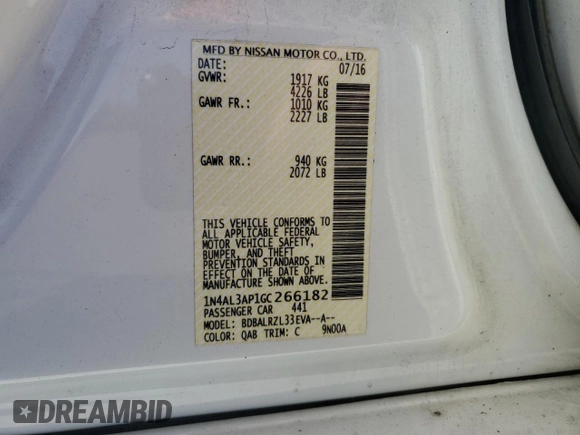 MFD BY NISSAN MOTOR CO., LTD.
DATE: 07/16
GVWR: 1917 KG
4226 LB
GAWR FR.: 1010 KG
2227 LB
GAWR RR.: 940 KG
2072 LB
THIS VEHICLE CONFORMS TO
ALL APPLICABLE FEDERAL
MOTOR VEHICLE SAFETY,
BUMPER, AND THEFT
PREVENTION STANDARDS IN
EFFECT ON THE DATE OF
MANUFACTURE SHOWN ABOVE.
1N4AL3AP1GC266182
PASSENGER CAR 441
MODEL: BDBALRZL33EVA--A--
COLOR: QAB TRIM: C 9N00A
DREAMBID